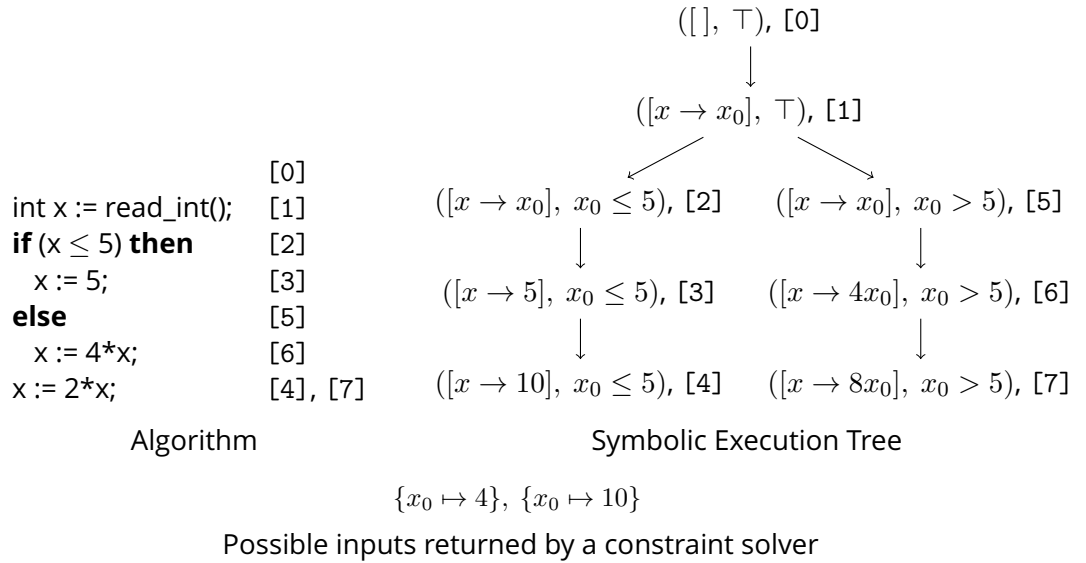 ([ ], ⊤), [0]
([x → x₀], ⊤), [1]
([x → x₀], x₀ ≤ 5), [2] ([x → x₀], x₀ > 5), [5]
([x → 5], x₀ ≤ 5), [3] ([x → 4x₀], x₀ > 5), [6]
([x → 10], x₀ ≤ 5), [4] ([x → 8x₀], x₀ > 5), [7]
[0]
int x := read_int(); [1]
if (x ≤ 5) then [2]
x := 5; [3]
else [5]
x := 4*x; [6]
x := 2*x; [4], [7]
Algorithm
Symbolic Execution Tree
{x₀ ↦ 4}, {x₀ ↦ 10}
Possible inputs returned by a constraint solver